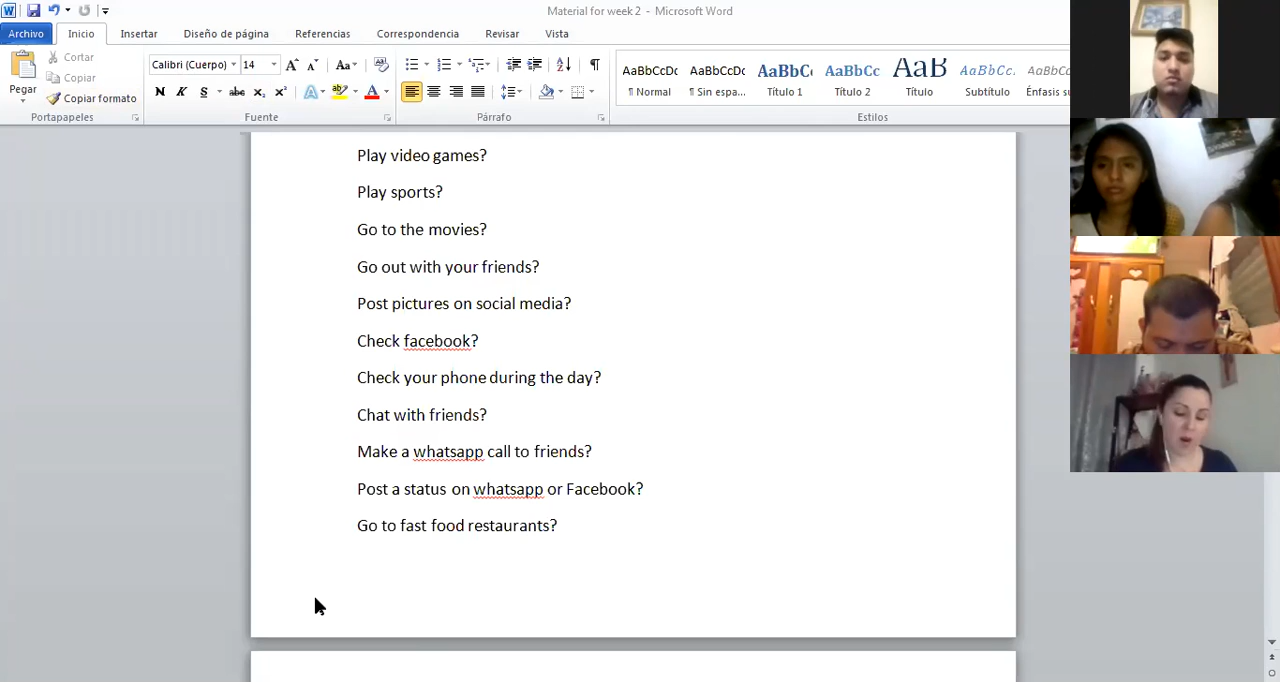 Material for week 2 - Microsoft Word
Archivo Inicio Insertar Diseño de página Referencias Correspondencia Revisar Vista
Pegar
Cortar
Copiar
Copiar formato
Portapapeles
Calibri (Cuerpo) 14
Fuente
Párrafo
AaBbCcDc AaBbCcDc AaBbC AaBbCc AaB AaBbCc. AaBbCc
¶ Normal ¶ Sin espa... Título 1 Título 2 Título Subtítulo Énfasis
Estilos
Play video games?
Play sports?
Go to the movies?
Go out with your friends?
Post pictures on social media?
Check facebook?
Check your phone during the day?
Chat with friends?
Make a whatsapp call to friends?
Post a status on whatsapp or Facebook?
Go to fast food restaurants?